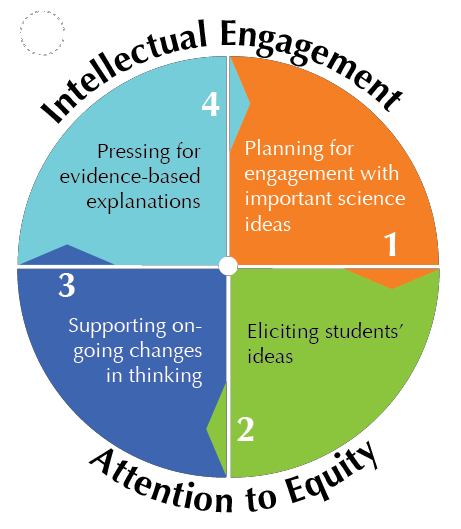 Intellectual Engagement
4
Pressing for
evidence-based
explanations
Planning for
engagement with
important science
ideas
1
3
Supporting on-
going changes
in thinking
Eliciting students’
ideas
2
Attention to Equity